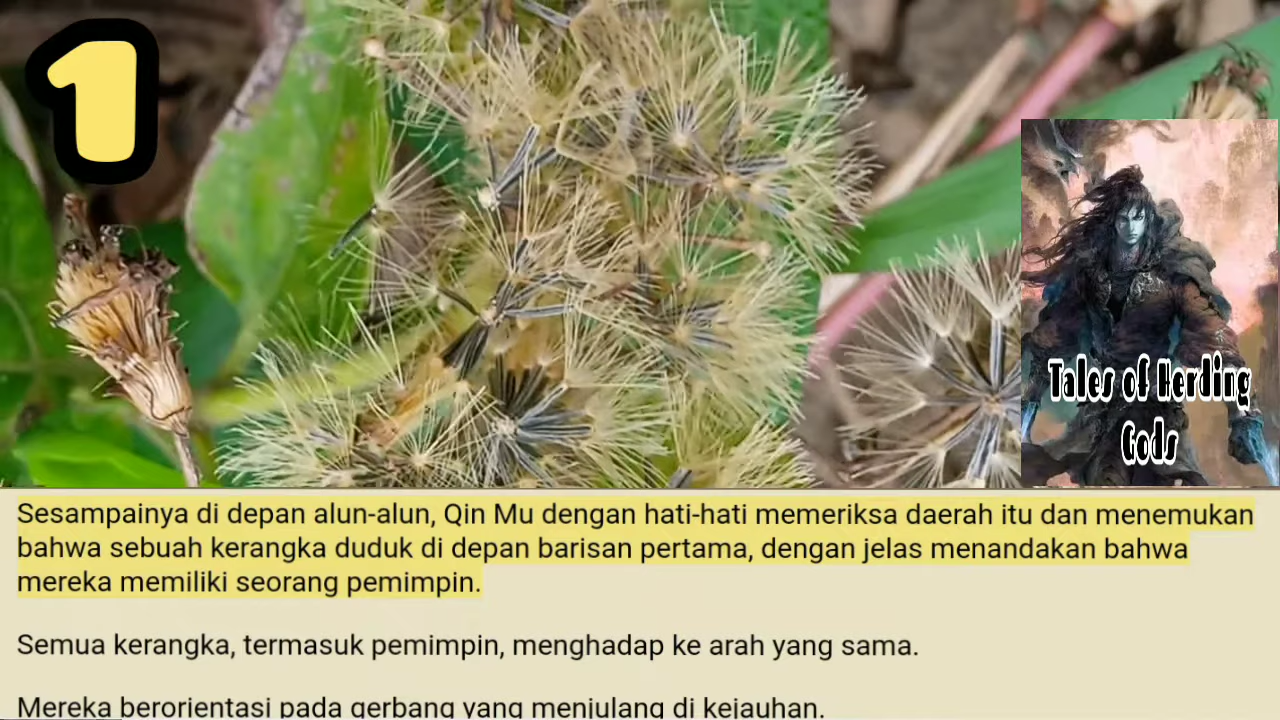 1
Tales of Herding
Gods
Sesampainya di depan alun-alun, Qin Mu dengan hati-hati memeriksa daerah itu dan menemukan
bahwa sebuah kerangka duduk di depan barisan pertama, dengan jelas menandakan bahwa
mereka memiliki seorang pemimpin.
Semua kerangka, termasuk pemimpin, menghadap ke arah yang sama.
Mereka berorientasi pada gerbang yang menjulang di kejauhan.